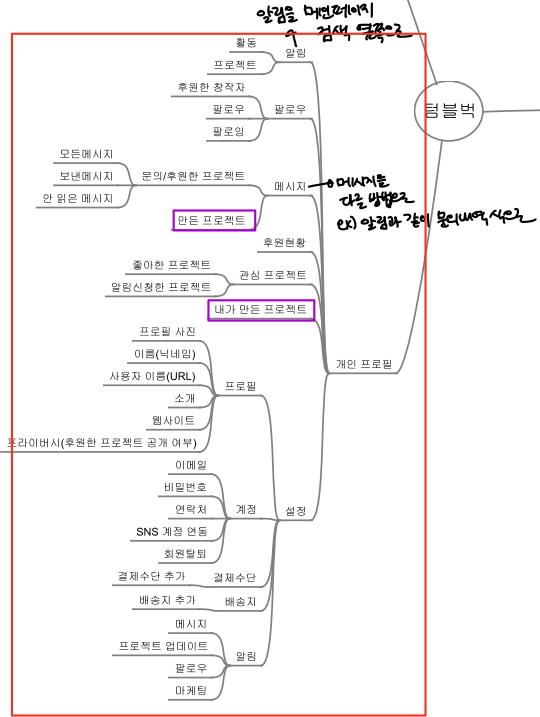 알림을 메인페이지
검색 옆쪽으로
활동
알림
프로젝트
후원한 창작자
팔로우
팔로우
팔로잉
텀블벅
모든메시지
보낸메시지
문의/후원한 프로젝트
안 읽은 메시지
메시지
메시지를
다른 방법으로
ex) 알림과 같이 문의내역 식으로
만든 프로젝트
후원현황
좋아한 프로젝트
관심 프로젝트
알림신청한 프로젝트
내가 만든 프로젝트
개인 프로필
프로필 사진
이름(닉네임)
사용자 이름(URL)
프로필
소개
웹사이트
프라이버시(후원한 프로젝트 공개 여부)
이메일
비밀번호
연락처
계정
설정
SNS 계정 연동
회원탈퇴
결제수단 추가
결제수단
배송지 추가
배송지
메시지
프로젝트 업데이트
알림
팔로우
마케팅